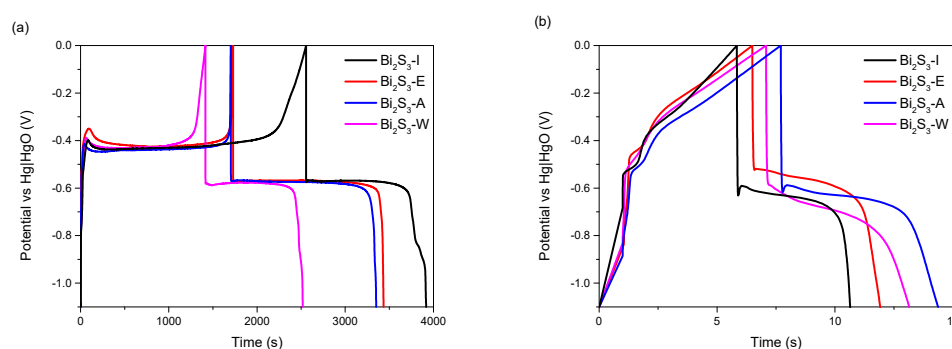 (a)
0.0
-0.2
-0.4
-0.6
-0.8
-1.0
Potential vs Hg|HgO (V)
0
1000
2000
3000
4000
Time (s)
Bi₂S₃-I
Bi₂S₃-E
Bi₂S₃-A
Bi₂S₃-W
(b)
0.0
-0.2
-0.4
-0.6
-0.8
-1.0
Potential vs Hg|HgO (V)
0
5
10
15
Time (s)
Bi₂S₃-I
Bi₂S₃-E
Bi₂S₃-A
Bi₂S₃-W